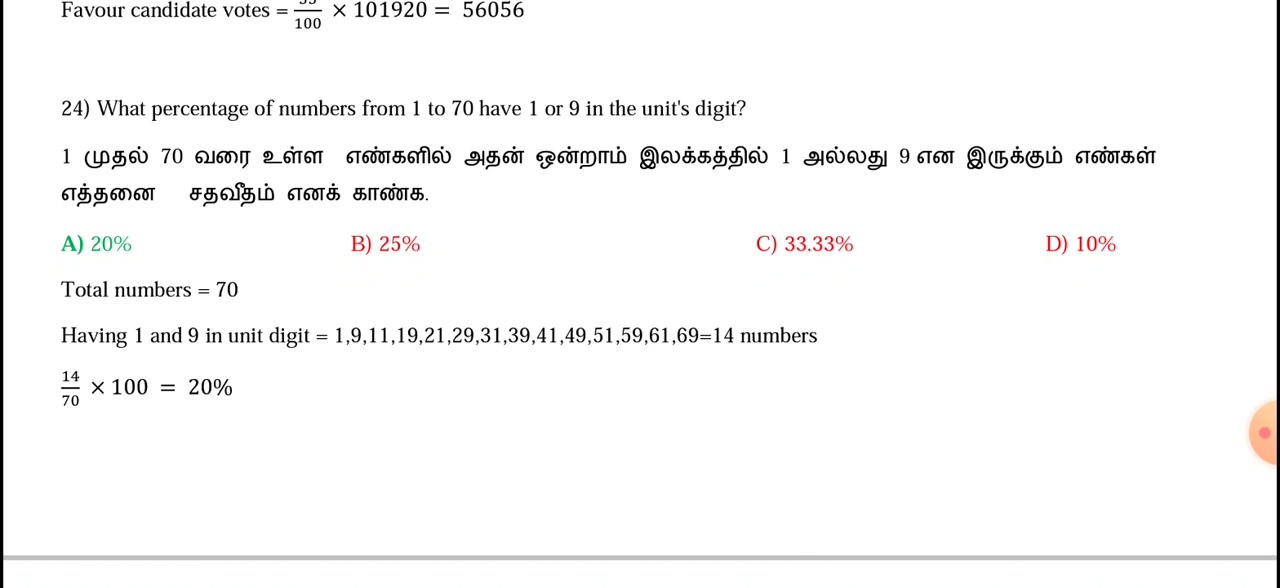 Favour candidate votes = 55/100 × 101920 = 56056
24) What percentage of numbers from 1 to 70 have 1 or 9 in the unit's digit?
1 முதல் 70 வரை உள்ள எண்களில் அதன் ஒன்றாம் இலக்கத்தில் 1 அல்லது 9 என இருக்கும் எண்கள்
எத்தனை சதவீதம் எனக் காண்க.
A) 20% B) 25% C) 33.33% D) 10%
Total numbers = 70
Having 1 and 9 in unit digit = 1,9,11,19,21,29,31,39,41,49,51,59,61,69=14 numbers
14/70 × 100 = 20%